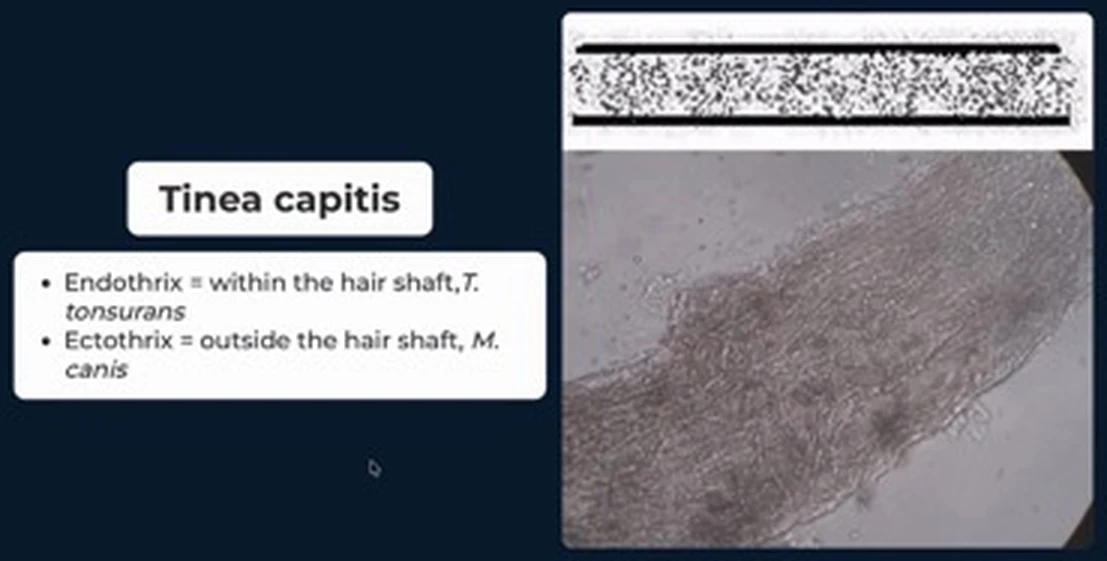 Tinea capitis
• Endothrix = within the hair shaft,T.
tonsurans
• Ectothrix = outside the hair shaft, M.
canis